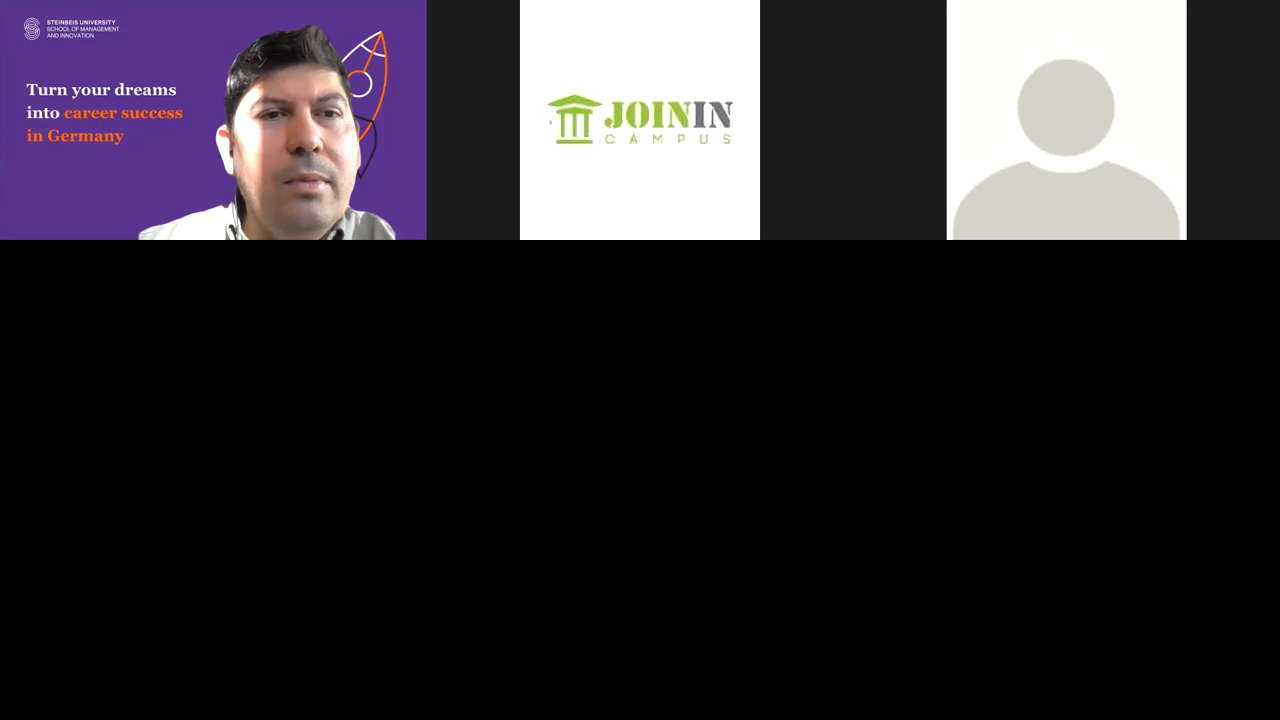 STEINBEIS UNIVERSITY
SCHOOL OF MANAGEMENT
AND INNOVATION
Turn your dreams
into career success
in Germany
JOININ
CAMPUS